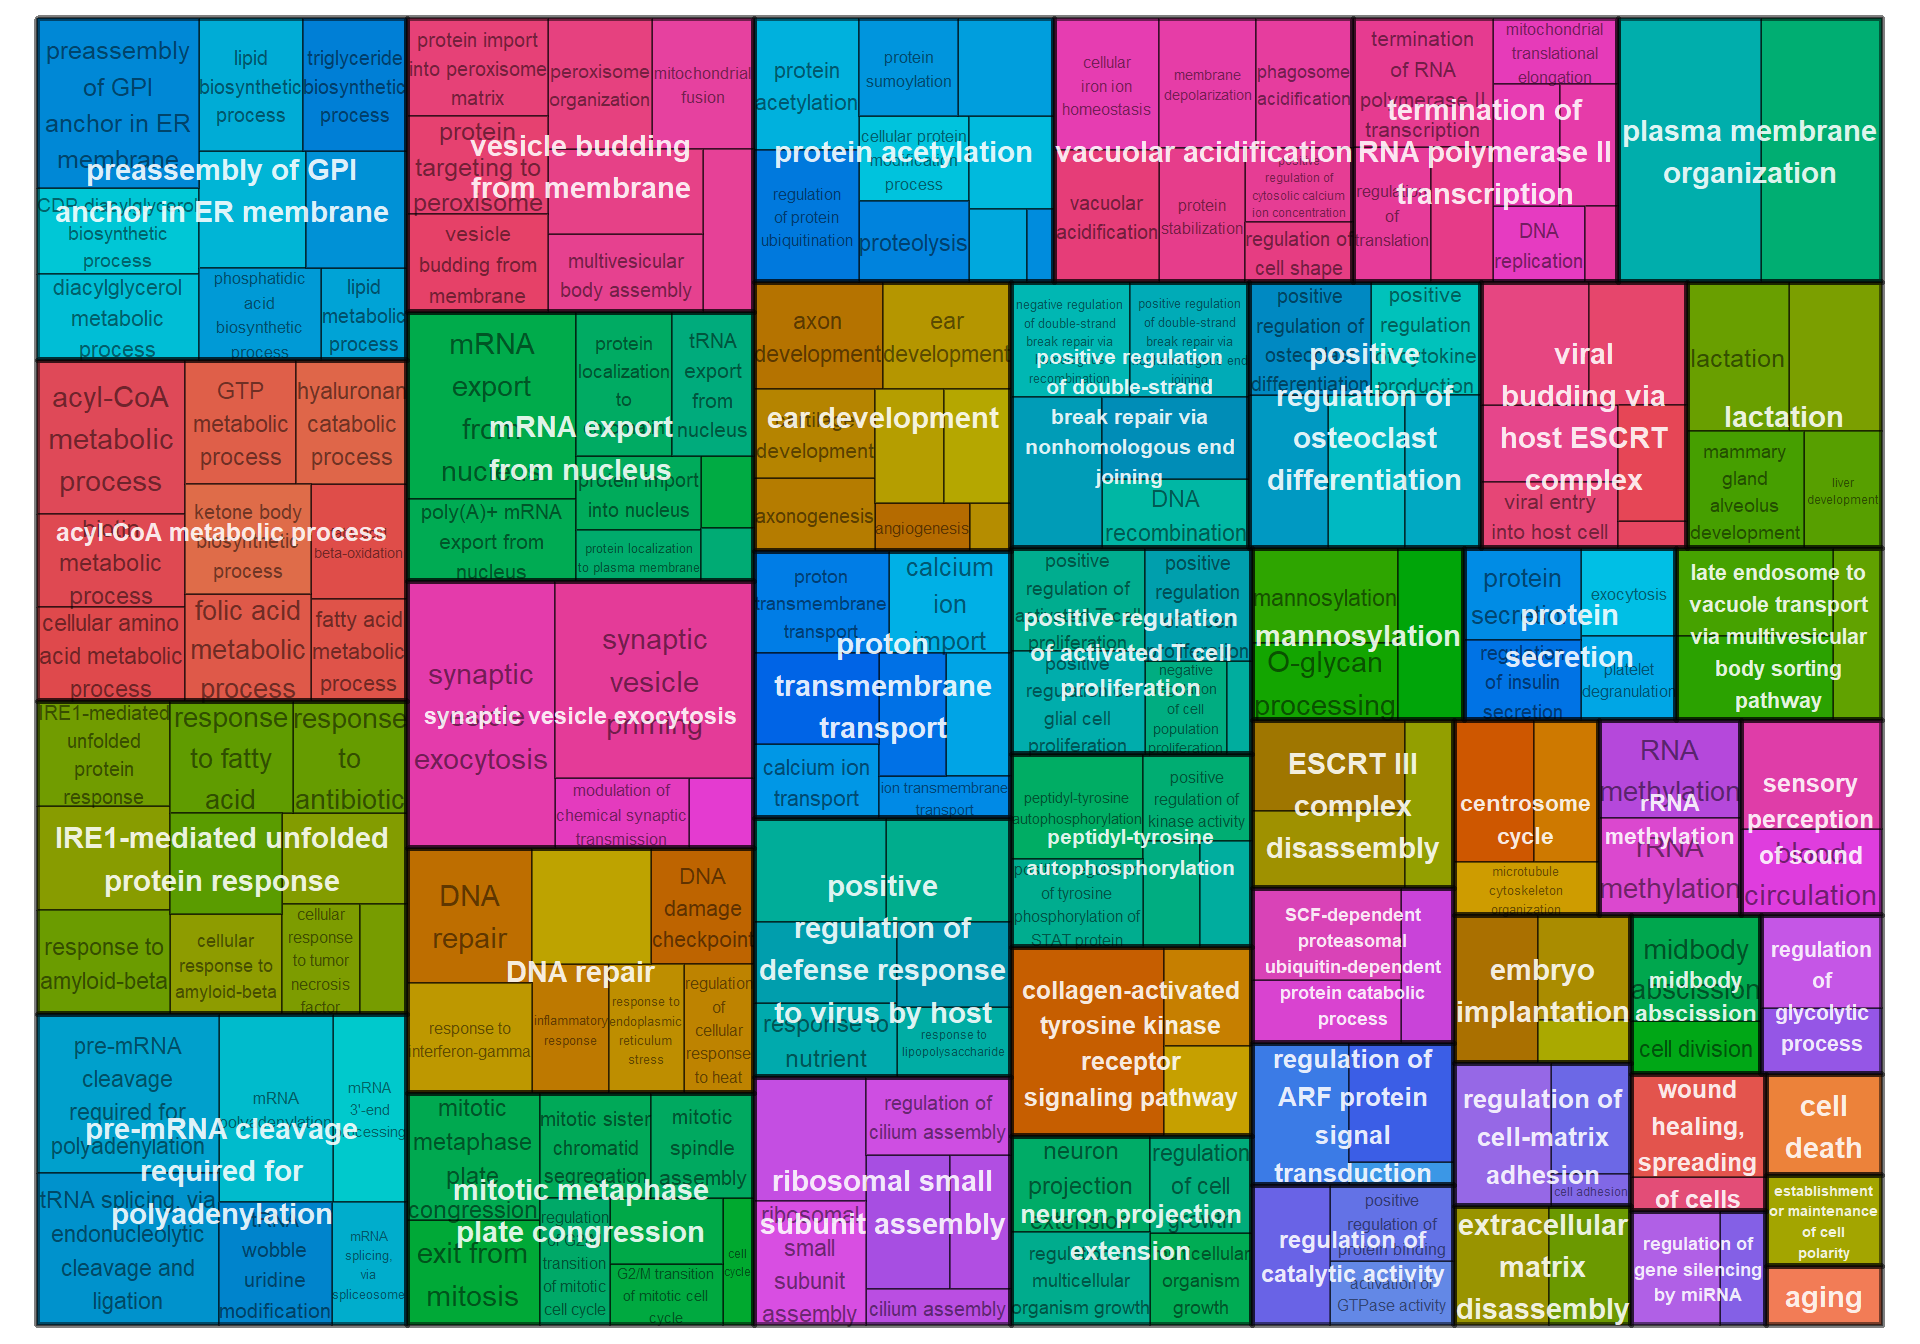 preassembly
of GPI
anchor in ER
membrane
lipid
biosynthetic
process
triglyceride
biosynthetic
process
preassembly of GPI
anchor in ER membrane
CDP-diacylglycerol
biosynthetic
process
diacylglycerol
metabolic
process
phosphatidic
acid
biosynthetic
process
lipid
metabolic
process
protein import
into peroxisome
matrix
peroxisome
organization
mitochondrial
fusion
protein
targeting to
peroxisome
vesicle budding
from membrane
vesicle
budding from
membrane
multivesicular
body assembly
protein
acetylation
protein
sumoylation
cellular protein
modification
process
protein acetylation
regulation
of protein
ubiquitination
proteolysis
cellular
iron ion
homeostasis
membrane
depolarization
phagosome
acidification
vacuolar acidification
vacuolar
acidification
protein
stabilization
positive
regulation of
cytosolic calcium
ion concentration
regulation of
cell shape
termination
of RNA
polymerase II
transcription
mitochondrial
translational
elongation
termination of
RNA polymerase II
transcription
regulation
of
translation
DNA
replication
plasma membrane
organization
acyl-CoA
metabolic
process
GTP
metabolic
process
hyaluronan
catabolic
process
acyl-CoA metabolic process
biotin
metabolic
process
ketone body
biosynthetic
process
beta-oxidation
cellular amino
acid metabolic
process
folic acid
metabolic
process
fatty acid
metabolic
process
mRNA
export
from
nucleus
protein
localization
to
tRNA
export
from
nucleus
mRNA export
from nucleus
protein import
into nucleus
poly(A)+ mRNA
export from
nucleus
protein localization
to plasma membrane
axon
development
ear
development
ear development
cartilage
development
axonogenesis
angiogenesis
negative regulation
of double-strand
break repair via
recombination
positive regulation
of double-strand
break repair via
nonhomologous end
joining
positive regulation
of double-strand
break repair via
nonhomologous end
joining
DNA
recombination
positive
regulation of
osteoclast
differentiation
positive
regulation
of cytokine
production
positive
regulation of
osteoclast
differentiation
viral
budding via
host ESCRT
complex
viral entry
into host cell
lactation
lactation
mammary
gland
alveolus
development
liver
development
IRE1-mediated
unfolded
protein
response
response
to fatty
acid
response
to
antibiotic
IRE1-mediated unfolded
protein response
response to
amyloid-beta
cellular
response to
amyloid-beta
cellular
response
to tumor
necrosis
factor
synaptic
vesicle
exocytosis
synaptic
vesicle
priming
synaptic vesicle exocytosis
modulation of
chemical synaptic
transmission
proton
transmembrane
transport
calcium
ion
import
proton
transmembrane
transport
calcium ion
transport
ion transmembrane
transport
positive
regulation of
activated T cell
proliferation
positive
regulation
positive regulation
of activated T cell
proliferation
positive
regulation of
glial cell
proliferation
negative
regulation
of cell
population
proliferation
mannosylation
mannosylation
O-glycan
processing
protein
secretion
exocytosis
protein
secretion
regulation
of insulin
secretion
platelet
degranulation
late endosome to
vacuole transport
via multivesicular
body sorting
pathway
DNA
repair
DNA
damage
checkpoint
DNA repair
response to
interferon-gamma
inflammatory
response
response to
endoplasmic
reticulum
stress
regulation
of
cellular
response
to heat
positive
regulation of
defense response
to virus by host
response to
nutrient
response to
lipopolysaccharide
peptidyl-tyrosine
autophosphorylation
positive
regulation of
kinase activity
peptidyl-tyrosine
autophosphorylation
of tyrosine
phosphorylation of
STAT protein
ESCRT III
complex
disassembly
centrosome
cycle
microtubule
cytoskeleton
organization
RNA
methylation
rRNA
methylation
rRNA
methylation
sensory
perception
of sound
blood
circulation
pre-mRNA
cleavage
required for
polyadenylation
mRNA
polyadenylation
mRNA
3'-end
processing
pre-mRNA cleavage
required for
polyadenylation
tRNA splicing, via
endonucleolytic
cleavage and
ligation
tRNA
wobble
uridine
modification
mRNA
splicing,
via
spliceosome
mitotic
metaphase
plate
congression
mitotic sister
chromatid
segregation
mitotic
spindle
assembly
mitotic metaphase
plate congression
exit from
mitosis
regulation
transition
of mitotic
cell cycle
G2/M transition
of mitotic cell
cycle
cell
cycle
regulation of
cilium assembly
ribosomal small
subunit assembly
ribosomal
small
subunit
assembly
cilium assembly
collagen-activated
tyrosine kinase
receptor
signaling pathway
neuron
projection
extension
regulation
of cell
growth
neuron projection
extension
regulation of
multicellular
organism growth
multicellular
organism
growth
SCF-dependent
proteasomal
ubiquitin-dependent
protein catabolic
process
regulation of
ARF protein
signal
transduction
positive
regulation of
protein binding
regulation of
catalytic activity
activation of
GTPase activity
embryo
implantation
regulation of
cell-matrix
adhesion
cell adhesion
extracellular
matrix
disassembly
midbody
abscission
midbody
abscission
cell division
regulation
of
glycolytic
process
wound
healing,
spreading
of cells
cell
death
establishment
or maintenance
of cell
polarity
regulation of
gene silencing
by miRNA
aging